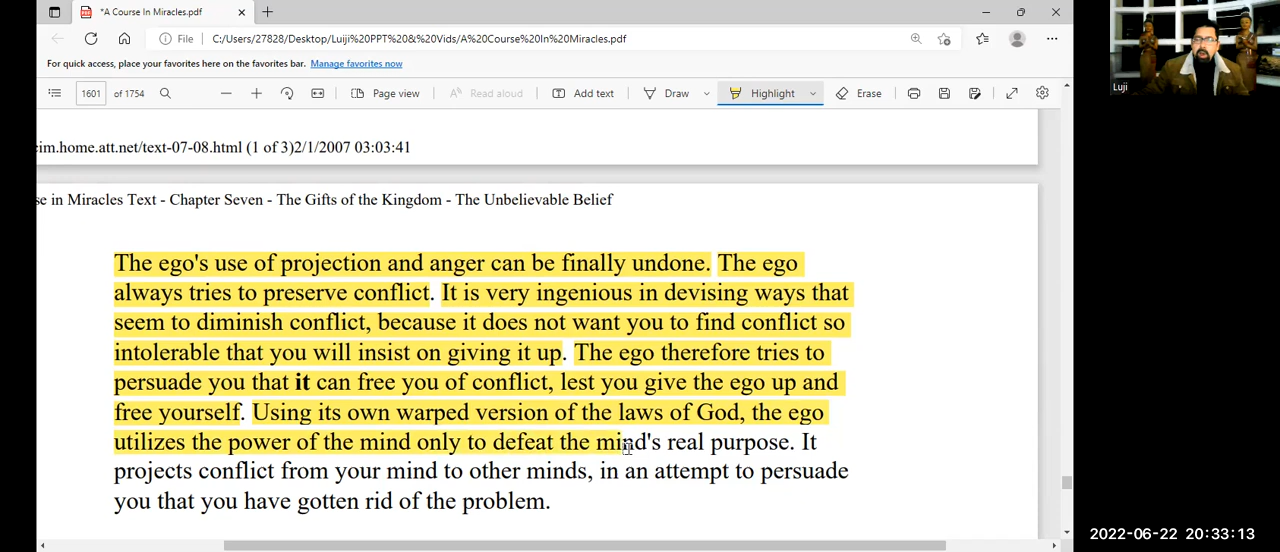 *A Course In Miracles.pdf
File C:/Users/27828/Desktop/Luiji%20PPT%20&%20Vids/A%20Course%20In%20Miracles.pdf
For quick access, place your favorites here on the favorites bar. Manage favorites now
1601 of 1754 Page view Read aloud Add text Draw Highlight Erase
cim.home.att.net/text-07-08.html (1 of 3)2/1/2007 03:03:41
se in Miracles Text - Chapter Seven - The Gifts of the Kingdom - The Unbelievable Belief
The ego's use of projection and anger can be finally undone. The ego
always tries to preserve conflict. It is very ingenious in devising ways that
seem to diminish conflict, because it does not want you to find conflict so
intolerable that you will insist on giving it up. The ego therefore tries to
persuade you that it can free you of conflict, lest you give the ego up and
free yourself. Using its own warped version of the laws of God, the ego
utilizes the power of the mind only to defeat the mind's real purpose. It
projects conflict from your mind to other minds, in an attempt to persuade
you that you have gotten rid of the problem.
Luji
2022-06-22 20:33:13